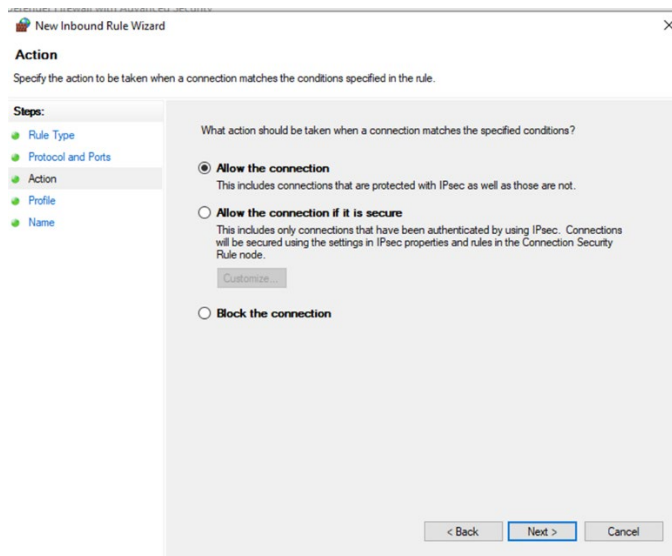 Defender Firewall with Advanced Security
New Inbound Rule Wizard
Action
Specify the action to be taken when a connection matches the conditions specified in the rule.
Steps:
Rule Type
Protocol and Ports
Action
Profile
Name
What action should be taken when a connection matches the specified conditions?
Allow the connection
This includes connections that are protected with IPsec as well as those are not.
Allow the connection if it is secure
This includes only connections that have been authenticated by using IPsec. Connections
will be secured using the settings in IPsec properties and rules in the Connection Security
Rule node.
Customize...
Block the connection
< Back
Next >
Cancel